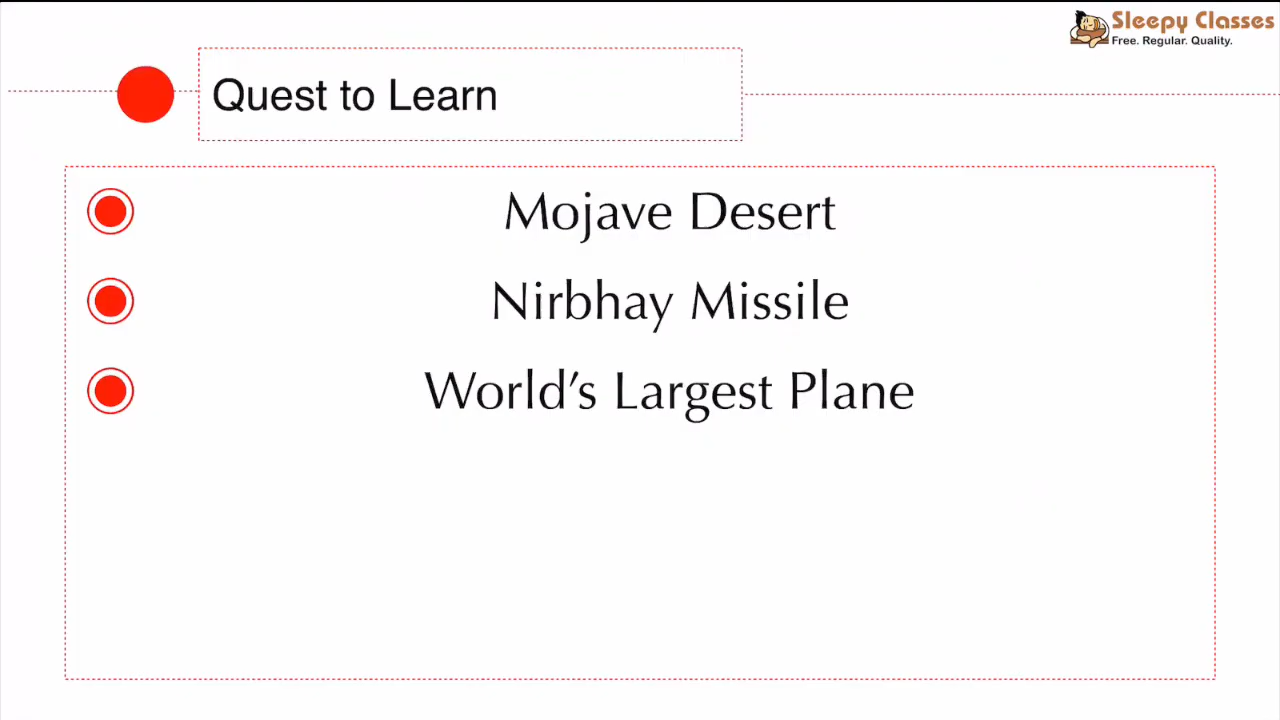 Sleepy Classes
Free. Regular. Quality.
Quest to Learn
Mojave Desert
Nirbhay Missile
World’s Largest Plane